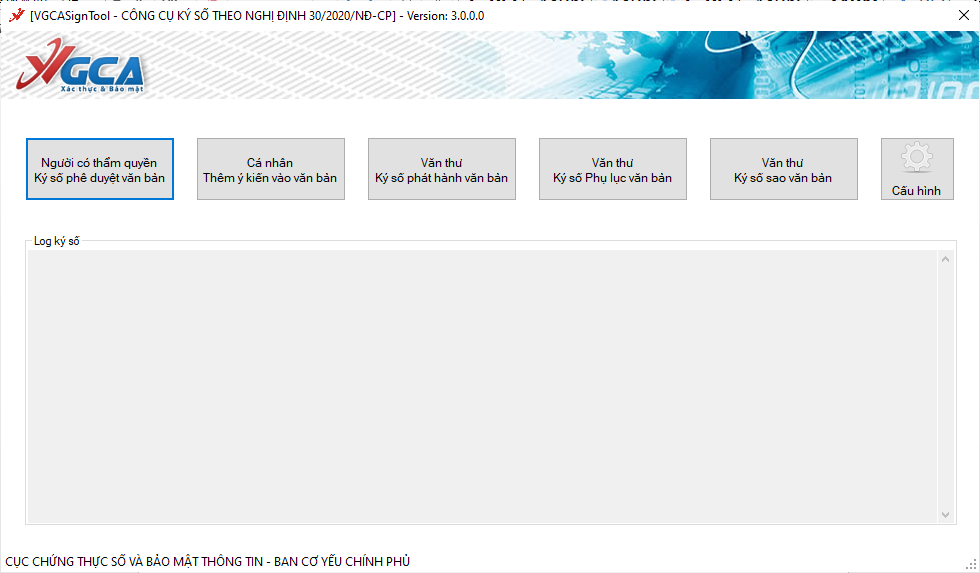 [VGCASignTool - CÔNG CỤ KÝ SỐ THEO NGHỊ ĐỊNH 30/2020/NĐ-CP] - Version: 3.0.0.0
VGCA
Xác thực & Bảo mật
Người có thẩm quyền
Ký số phê duyệt văn bản
Cá nhân
Thêm ý kiến vào văn bản
Văn thư
Ký số phát hành văn bản
Văn thư
Ký số Phụ lục văn bản
Văn thư
Ký số sao văn bản
Cấu hình
Log ký số
CỤC CHỨNG THỰC SỐ VÀ BẢO MẬT THÔNG TIN - BAN CƠ YẾU CHÍNH PHỦ